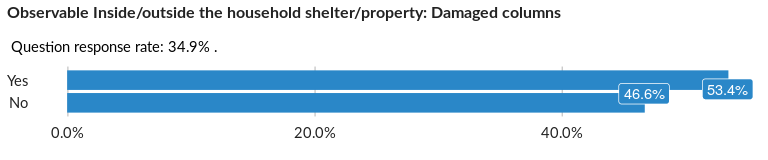 Observable Inside/outside the household shelter/property: Damaged columns
Question response rate: 34.9% .
Yes
53.4%
No
46.6%
0.0% 20.0% 40.0%